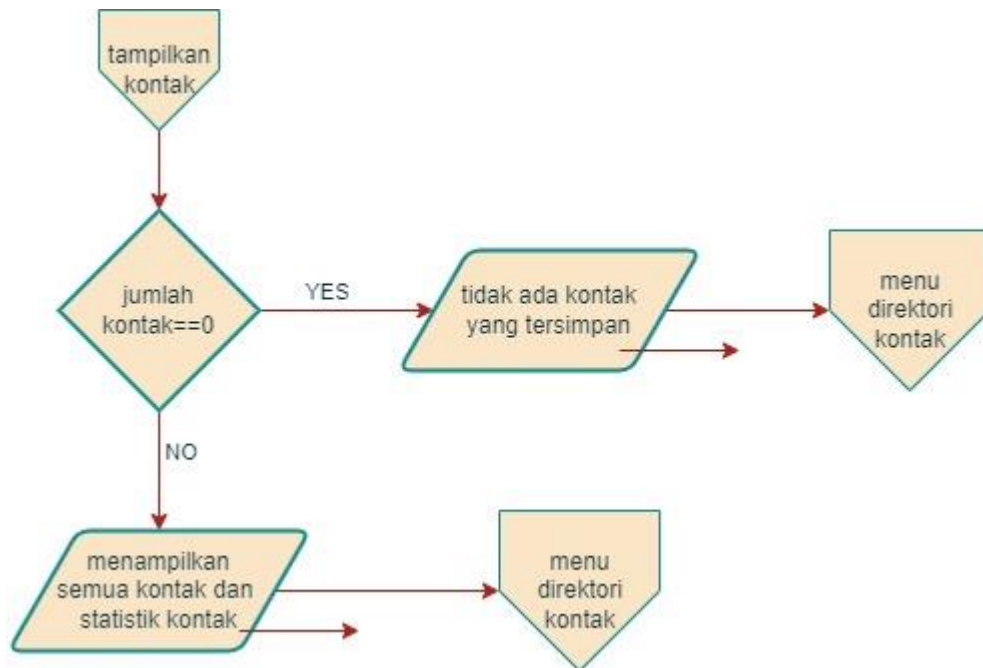 tampilkan
kontak
jumlah
kontak==0
YES
tidak ada kontak
yang tersimpan
menu
direktori
kontak
NO
menampilkan
semua kontak dan
statistik kontak
menu
direktori
kontak